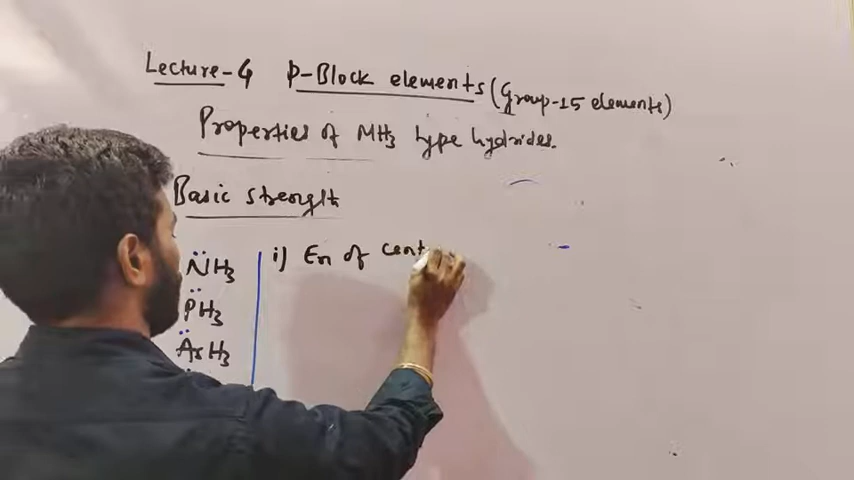 Lecture-4 p-Block elements (Group-15 elements)
Properties of MH3 type hydrides.
Basic strength
NH3
PH3
AsH3
i) En of cent